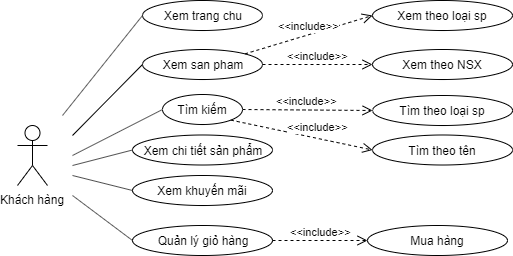 Xem trang chu
<<include>>
Xem theo loại sp
Xem san pham
<<include>>
Xem theo NSX
Tìm kiếm
<<include>>
Tìm theo loại sp
<<include>>
Xem chi tiết sản phẩm
Tìm theo tên
Khách hàng
Xem khuyến mãi
Quản lý giỏ hàng
<<include>>
Mua hàng